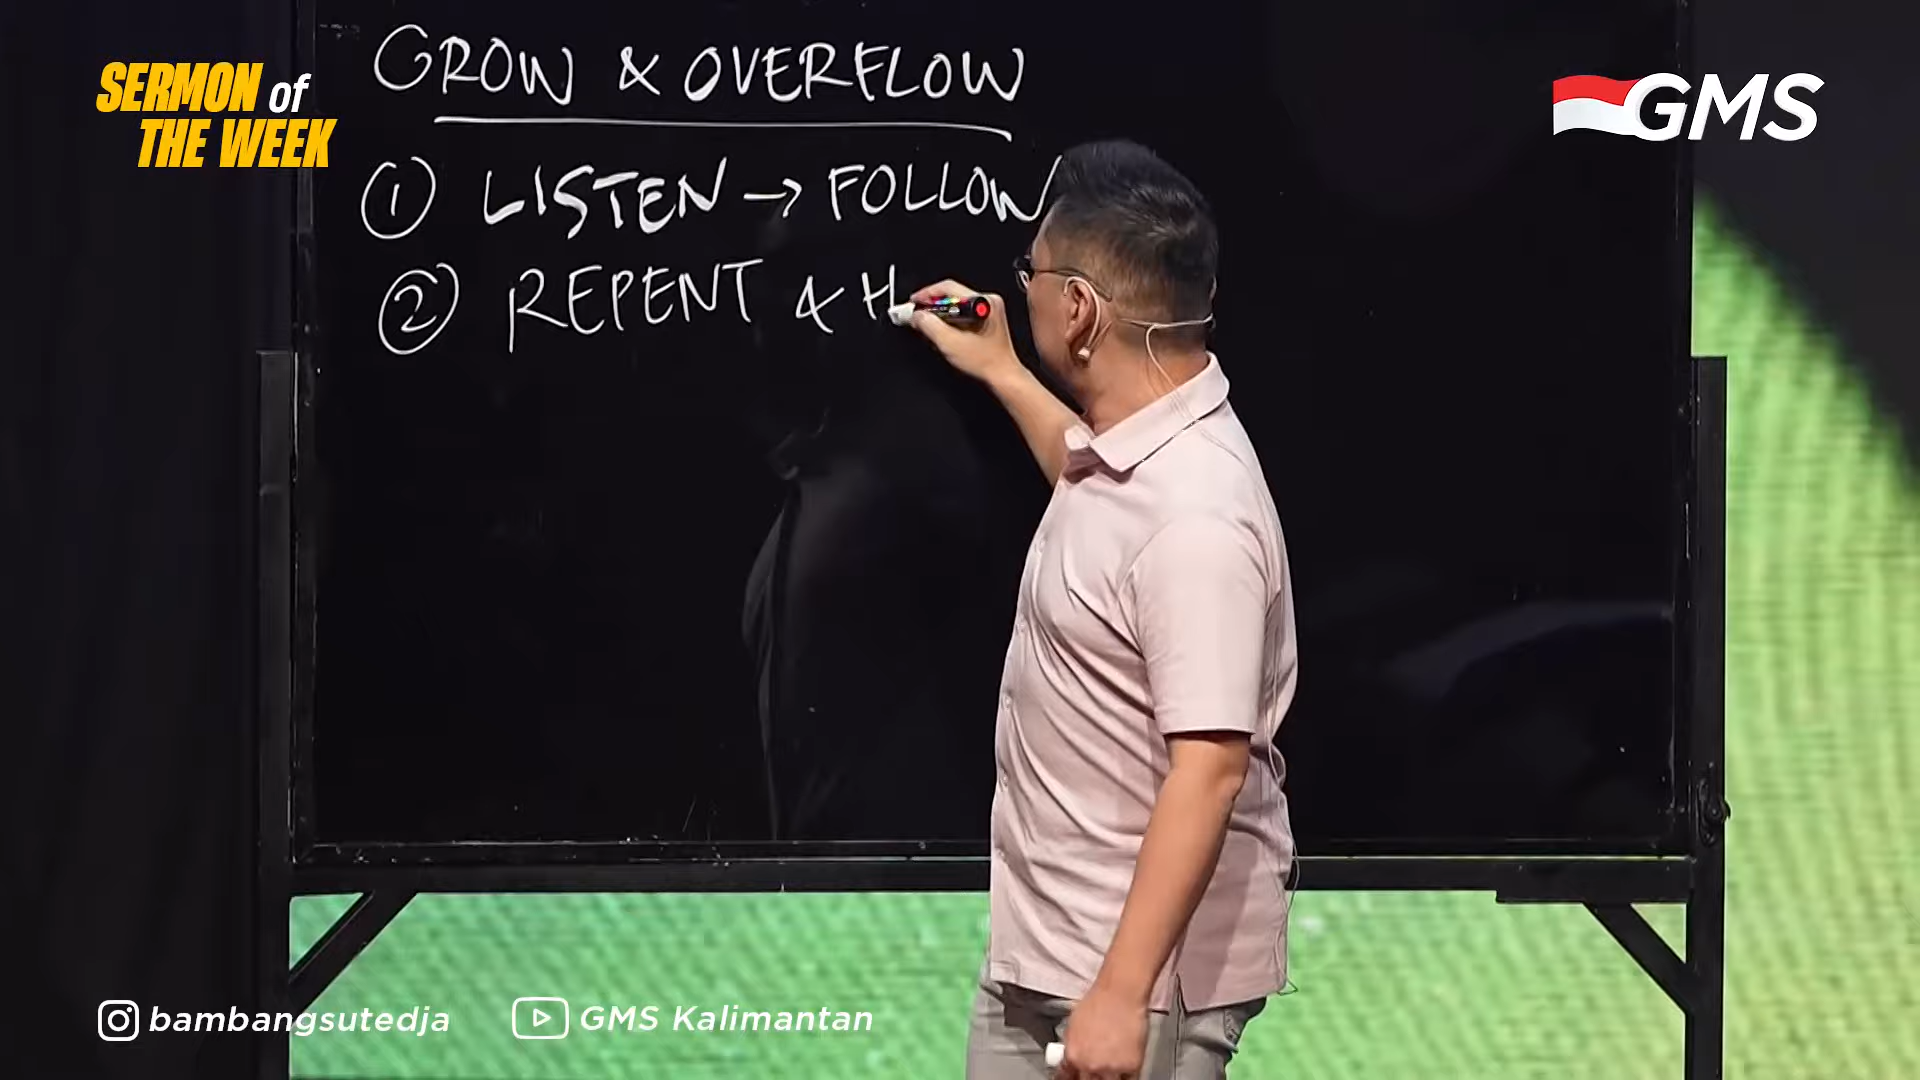 SERMON of
THE WEEK
GMS
GROW & OVERFLOW
① LISTEN → FOLLOW
② REPENT & H
bambangsutedja
GMS Kalimantan